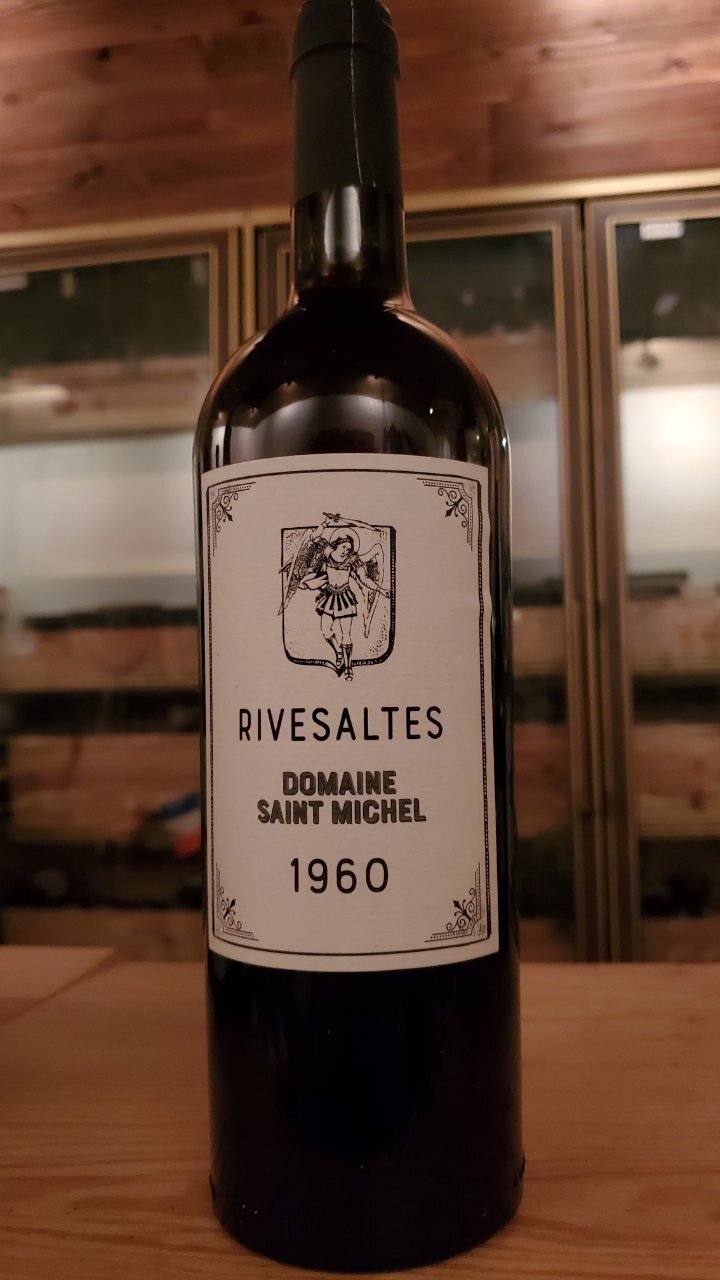 RIVESALTES
DOMAINE
SAINT MICHEL
1960